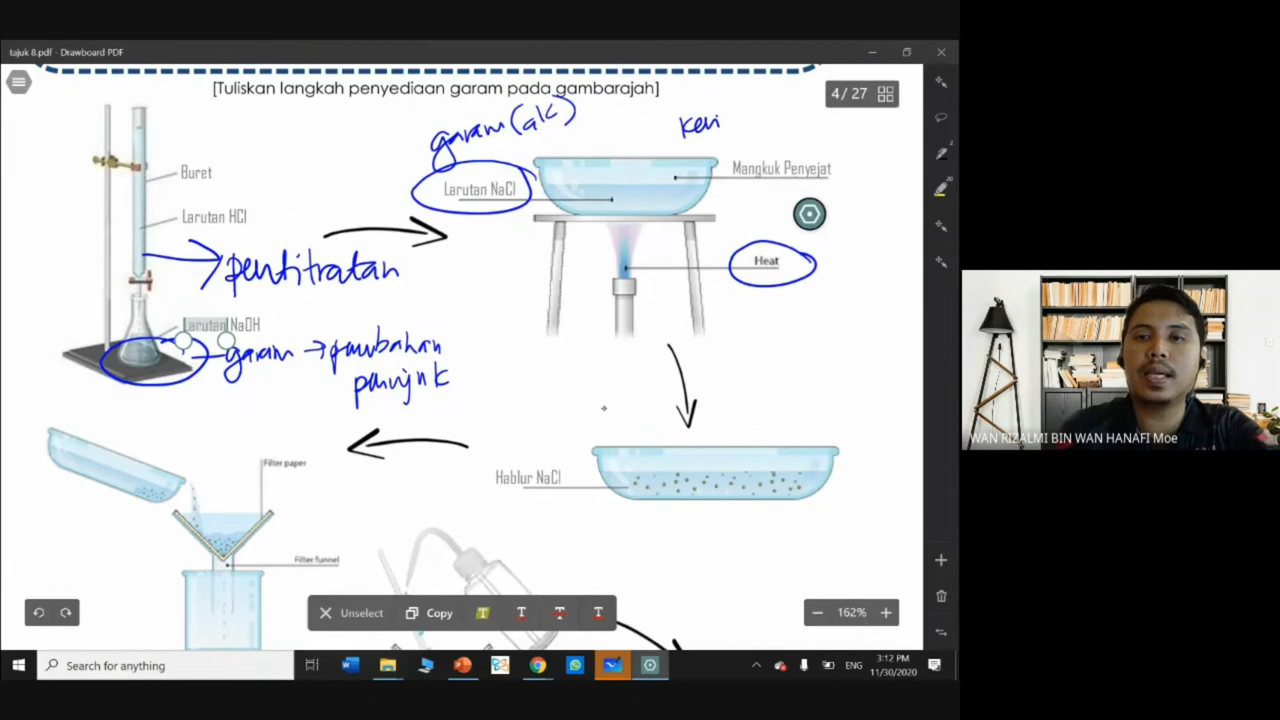 tajuk 8.pdf - Drawboard PDF
[Tuliskan langkah penyediaan garam pada gambarajah]
4 / 27
garam (ak)
Keri
Buret
Larutan NaCl
Mangkuk Penyejat
Larutan HCl
pentitratan
Heat
Larutan NaOH
garam → perubahan
penunjuk
Filter paper
Hablur NaCl
Filter funnel
Unselect
Copy
T
T
T
T
162%
WAN RIZALMI BIN WAN HANAFI Moe
Search for anything
ENG
3:12 PM
11/30/2020